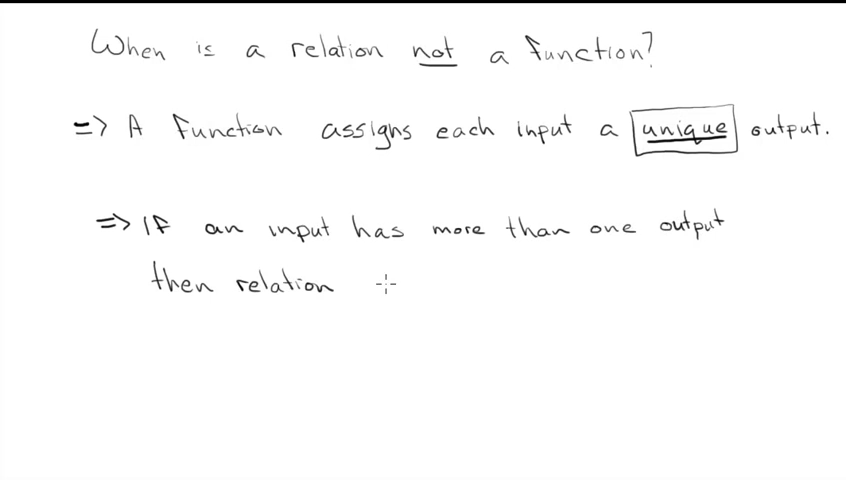 When is a relation not a function?
=> A function assigns each input a unique output.
=> If an input has more than one output
then relation